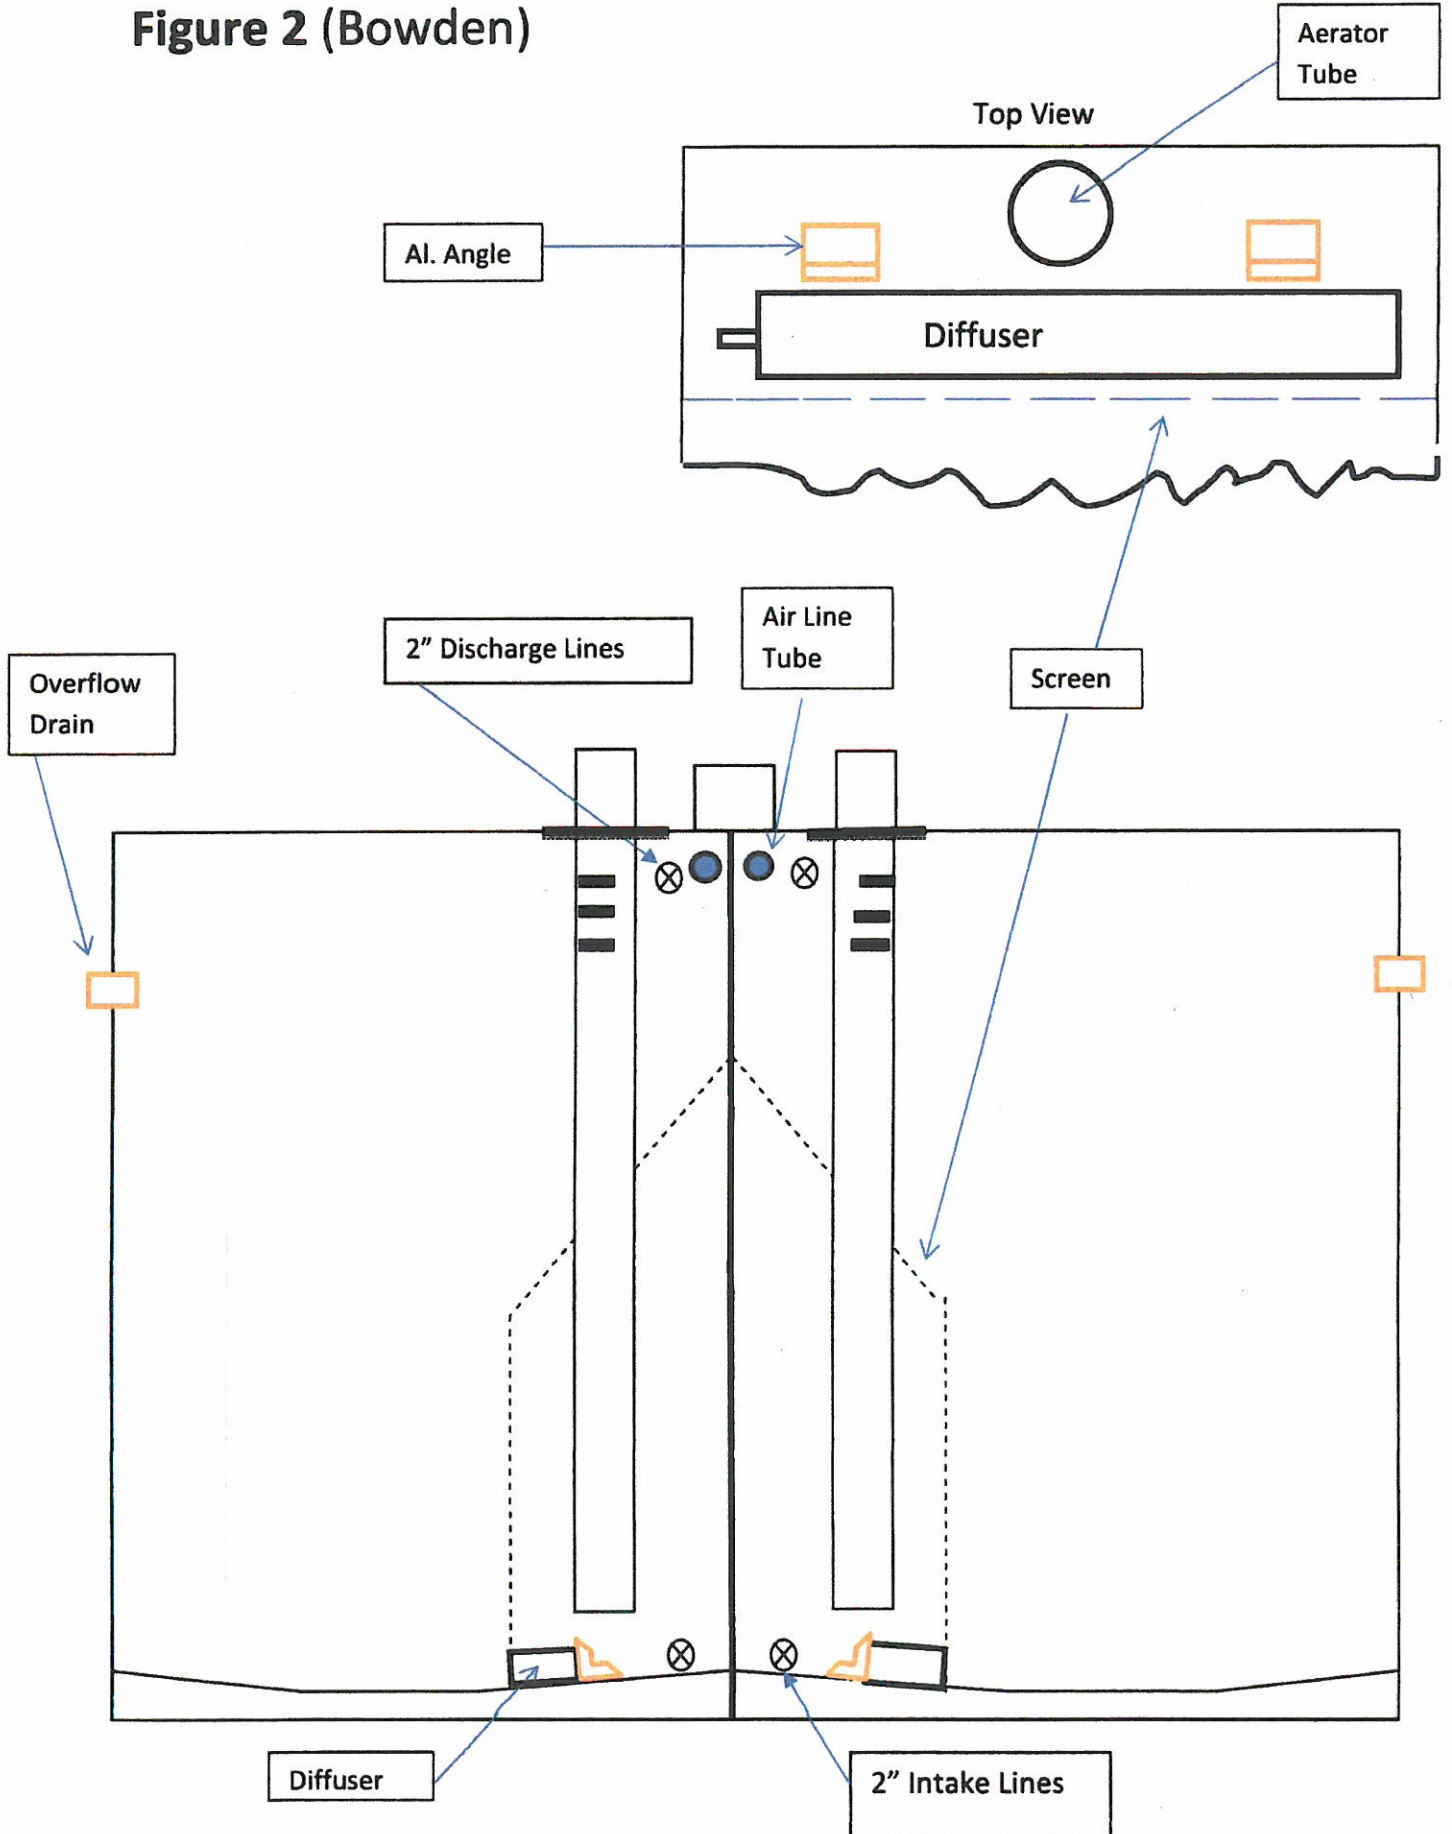 Figure 2 (Bowden)
Aerator
Tube
Top View
Al. Angle
Diffuser
2” Discharge Lines
Air Line
Tube
Overflow
Drain
Screen
Diffuser
2” Intake Lines